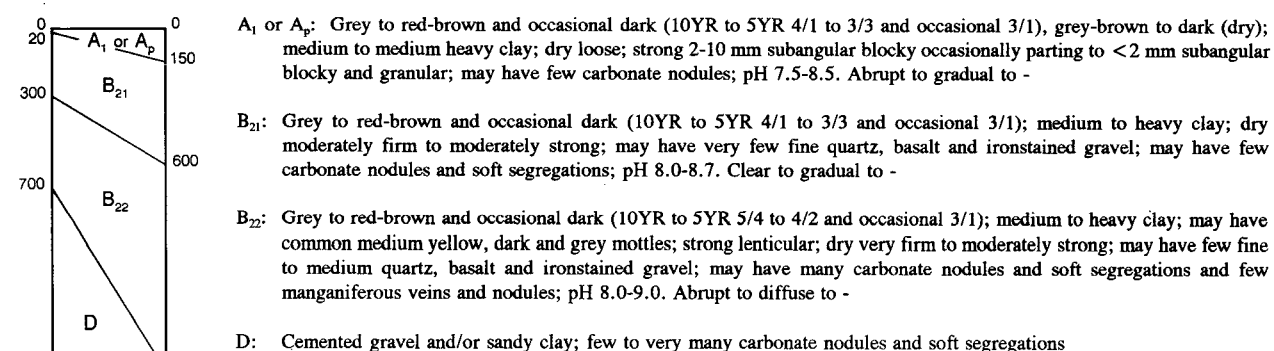 0
0
20
A₁ or Aₚ
150
B₂₁
300
600
700
B₂₂
D
A₁ or Aₚ: Grey to red-brown and occasional dark (10YR to 5YR 4/1 to 3/3 and occasional 3/1), grey-brown to dark (dry);
medium to medium heavy clay; dry loose; strong 2-10 mm subangular blocky occasionally parting to <2 mm subangular
blocky and granular; may have few carbonate nodules; pH 7.5-8.5. Abrupt to gradual to -
B₂₁: Grey to red-brown and occasional dark (10YR to 5YR 4/1 to 3/3 and occasional 3/1); medium to heavy clay; dry
moderately firm to moderately strong; may have very few fine quartz, basalt and ironstained gravel; may have few
carbonate nodules and soft segregations; pH 8.0-8.7. Clear to gradual to -
B₂₂: Grey to red-brown and occasional dark (10YR to 5YR 5/4 to 4/2 and occasional 3/1); medium to heavy clay; may have
common medium yellow, dark and grey mottles; strong lenticular; dry very firm to moderately strong; may have few fine
to medium quartz, basalt and ironstained gravel; may have many carbonate nodules and soft segregations and few
manganiferous veins and nodules; pH 8.0-9.0. Abrupt to diffuse to -
D: Cemented gravel and/or sandy clay; few to very many carbonate nodules and soft segregations